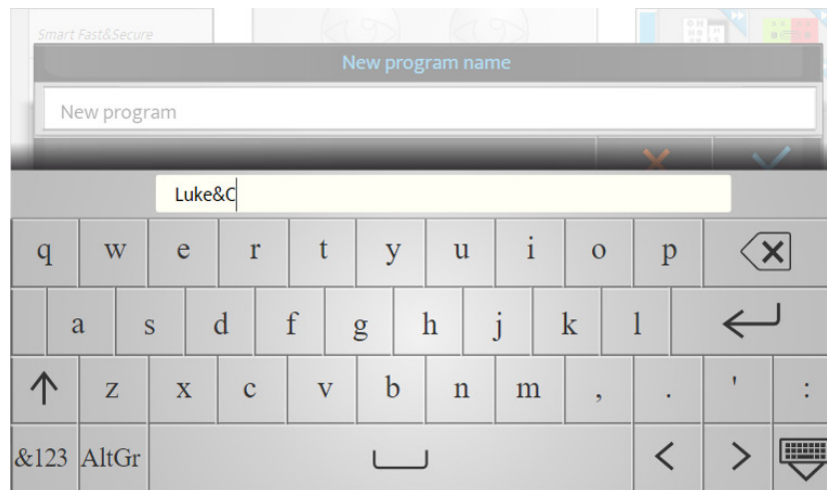 Smart Fast&Secure
New program name
New program
Luke&C
q w e r t y u i o p
a s d f g h j k l
z x c v b n m , . ' :
&123 AltGr < >